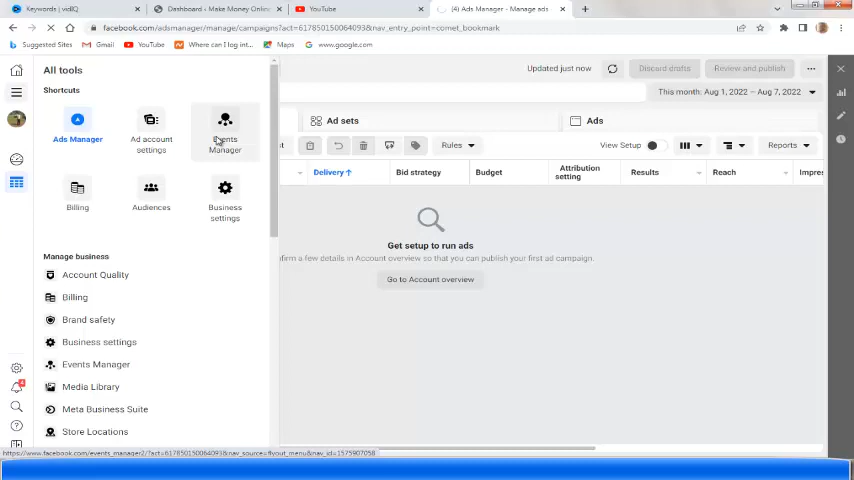 Keywords | vidIQ
Dashboard - Make Money Online
YouTube
(4) Ads Manager - Manage ads
facebook.com/adsmanager/manage/campaigns?act=617850150064093&nav_entry_point=comet_bookmark
Suggested Sites
Gmail
YouTube
Where can I log int...
Maps
www.google.com
All tools
Updated just now
Discard drafts
Review and publish
Shortcuts
This month: Aug 1, 2022 – Aug 7, 2022
Ads Manager
Ad account settings
Events Manager
Ad sets
Ads
Rules
View Setup
Reports
Delivery ↑
Bid strategy
Budget
Attribution setting
Results
Reach
Impres
Billing
Audiences
Business settings
Get setup to run ads
nfirm a few details in Account overview so that you can publish your first ad campaign.
Go to Account overview
Manage business
Account Quality
Billing
Brand safety
Business settings
Events Manager
Media Library
Meta Business Suite
Store Locations
https://www.facebook.com/events_manager2/?act=617850150064093&nav_source=flyout_menu&nav_id=1575907058